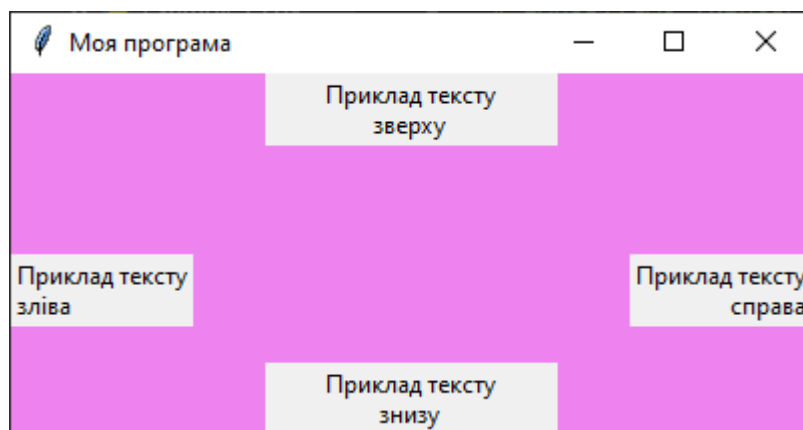 Моя програма
Приклад тексту
зверху
Приклад тексту
зліва
Приклад тексту
справа
Приклад тексту
знизу